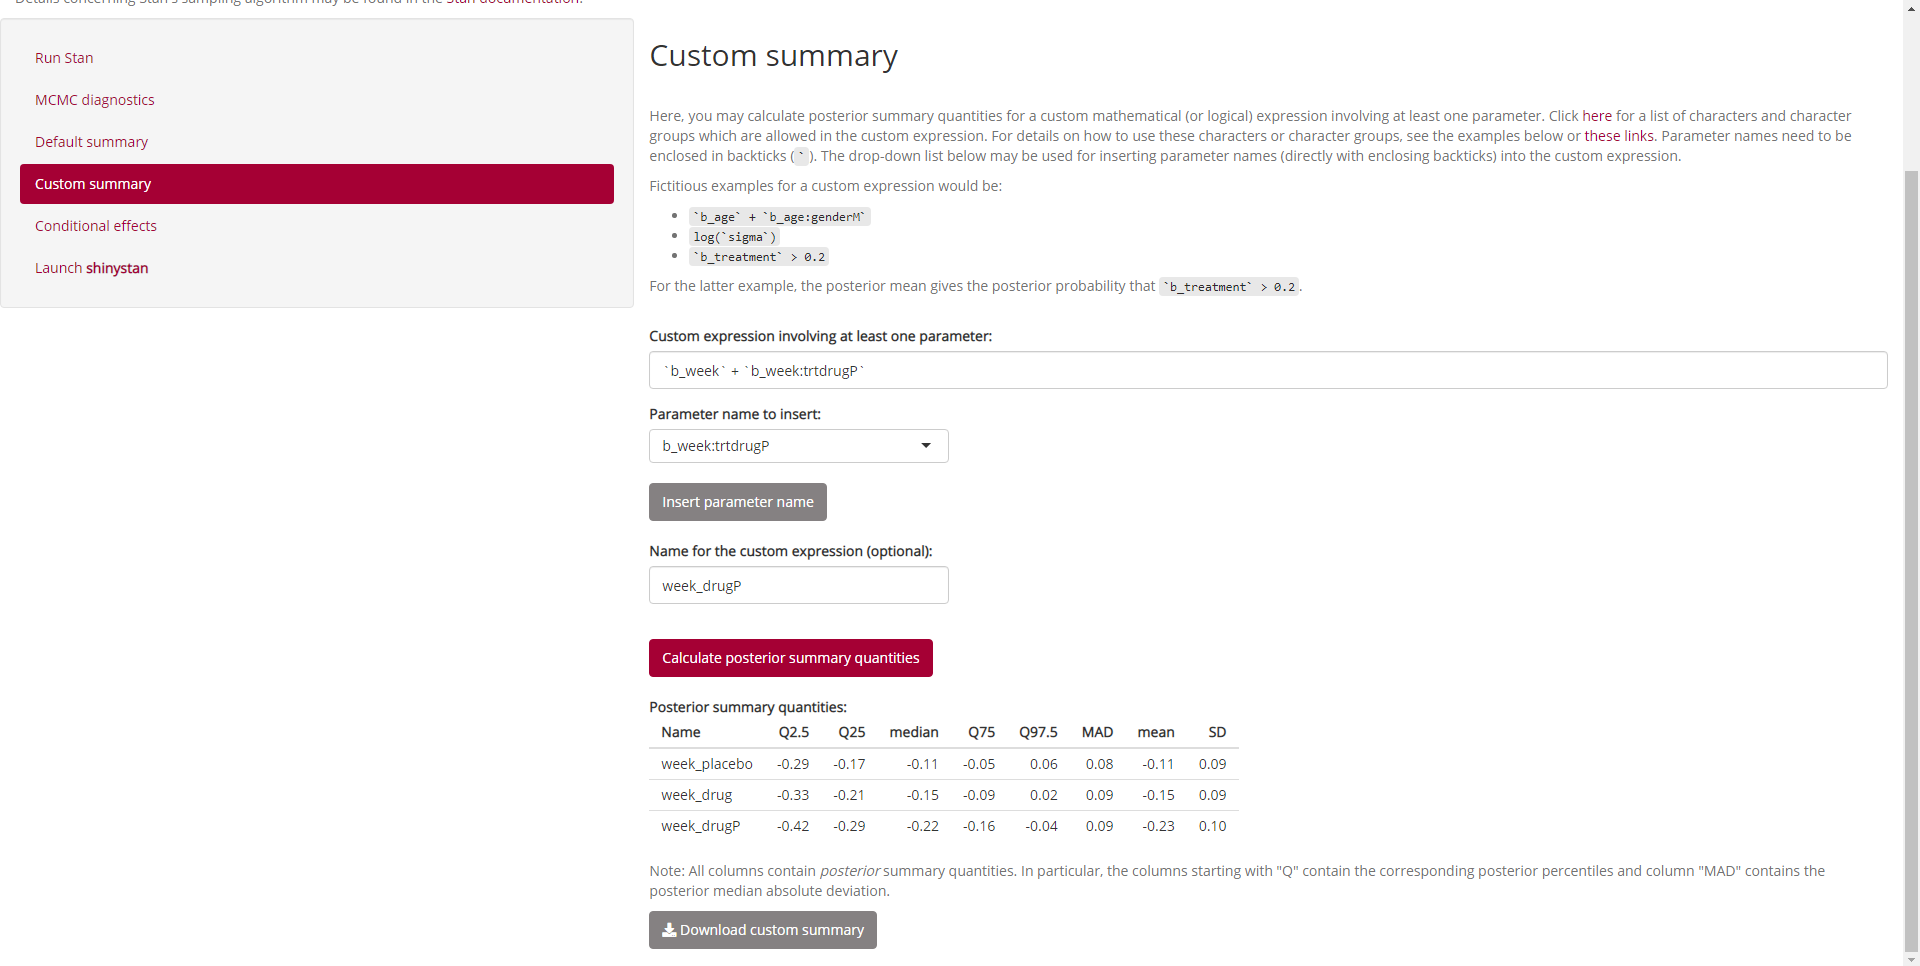 Details concerning Stan's sampling algorithm may be found in the Stan documentation.
Run Stan
MCMC diagnostics
Default summary
Custom summary
Conditional effects
Launch shinystan
Custom summary
Here, you may calculate posterior summary quantities for a custom mathematical (or logical) expression involving at least one parameter. Click here for a list of characters and character
groups which are allowed in the custom expression. For details on how to use these characters or character groups, see the examples below or these links. Parameter names need to be
enclosed in backticks (`). The drop-down list below may be used for inserting parameter names (directly with enclosing backticks) into the custom expression.
Fictitious examples for a custom expression would be:
`b_age` + `b_age:genderM`
log(`sigma`)
`b_treatment` > 0.2
For the latter example, the posterior mean gives the posterior probability that `b_treatment` > 0.2.
Custom expression involving at least one parameter:
`b_week` + `b_week:trtdrugP`
Parameter name to insert:
b_week:trtdrugP
Insert parameter name
Name for the custom expression (optional):
week_drugP
Calculate posterior summary quantities
Posterior summary quantities:
Name Q2.5 Q25 median Q75 Q97.5 MAD mean SD
week_placebo -0.29 -0.17 -0.11 -0.05 0.06 0.08 -0.11 0.09
week_drug -0.33 -0.21 -0.15 -0.09 0.02 0.09 -0.15 0.09
week_drugP -0.42 -0.29 -0.22 -0.16 -0.04 0.09 -0.23 0.10
Note: All columns contain posterior summary quantities. In particular, the columns starting with "Q" contain the corresponding posterior percentiles and column "MAD" contains the
posterior median absolute deviation.
Download custom summary